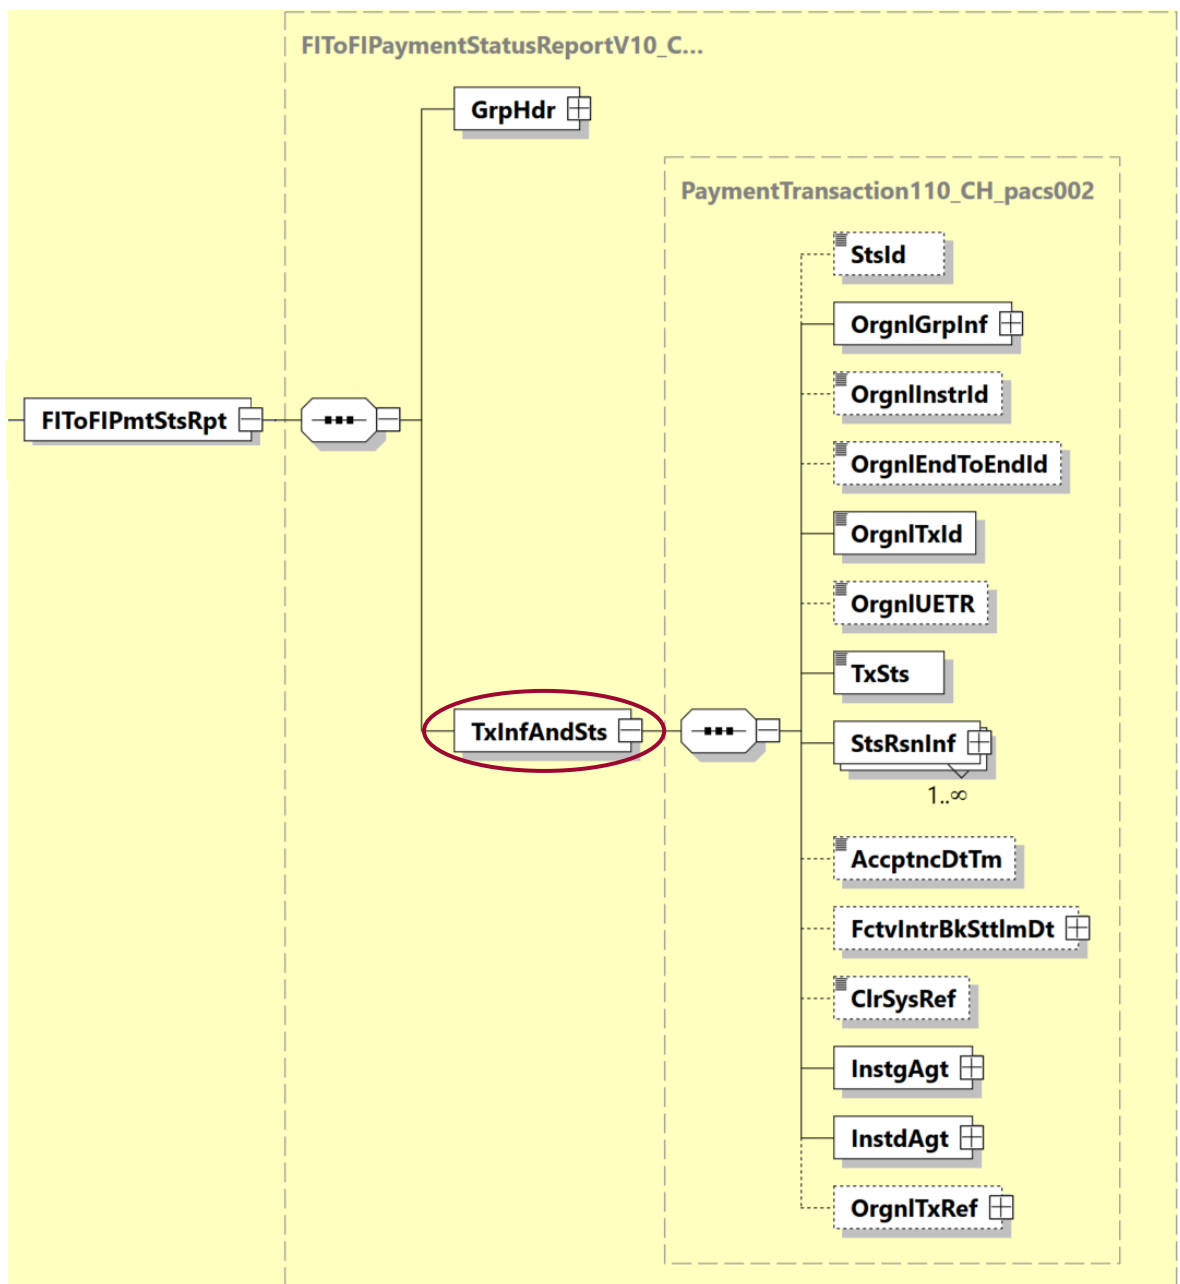 FIToFIPaymentStatusReportV10_C...
GrpHdr
PaymentTransaction110_CH_pacs002
StsId
OrgnlGrpInf
OrgnlInstrId
FIToFIPmtStsRpt
OrgnlEndToEndId
OrgnlTxId
OrgnlUETR
TxSts
TxInfAndSts
StsRsnInf
1..∞
AccptncDtTm
FctvIntrBkSttlmDt
ClrSysRef
InstgAgt
InstdAgt
OrgnlTxRef